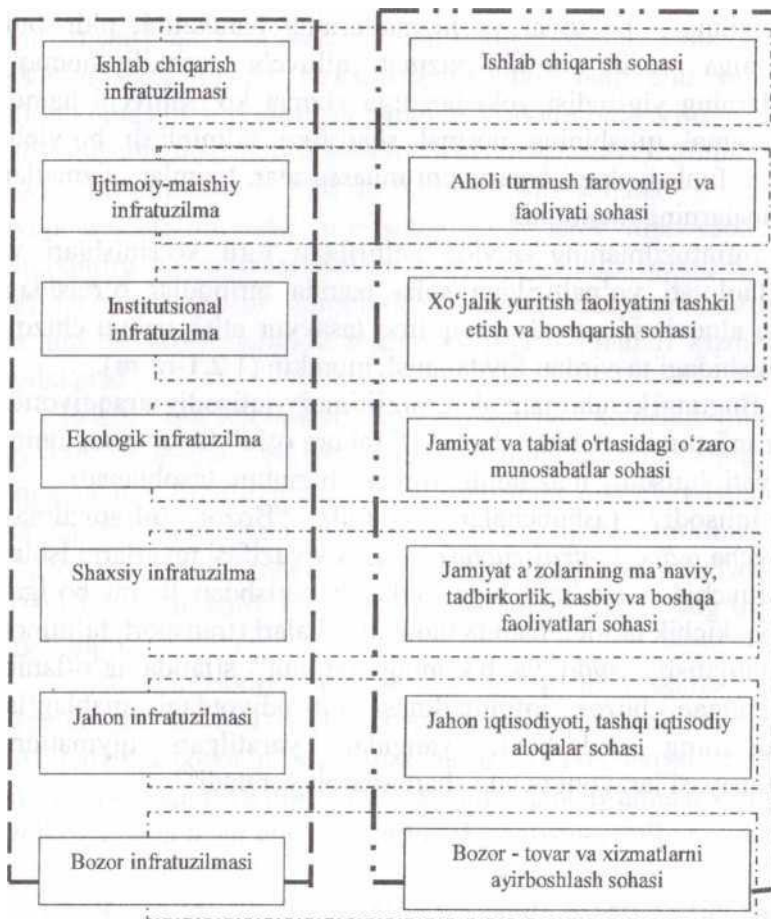 Ishlab chiqarish
infratuzilmasi
Ishlab chiqarish sohasi
Ijtimoiy-maishiy
infratuzilma
Aholi turmush farovonligi va
faoliyati sohasi
Institutsional
infratuzilma
Xo‘jalik yuritish faoliyatini tashkil
etish va boshqarish sohasi
Ekologik infratuzilma
Jamiyat va tabiat o'rtasidagi o‘zaro
munosabatlar sohasi
Shaxsiy infratuzilma
Jamiyat a’zolarining ma’naviy,
tadbirkorlik, kasbiy va boshqa
faoliyatlari sohasi
Jahon infratuzilmasi
Jahon iqtisodiyoti, tashqi iqtisodiy
aloqalar sohasi
Bozor infratuzilmasi
Bozor - tovar va xizmatlarni
ayirboshlash sohasi